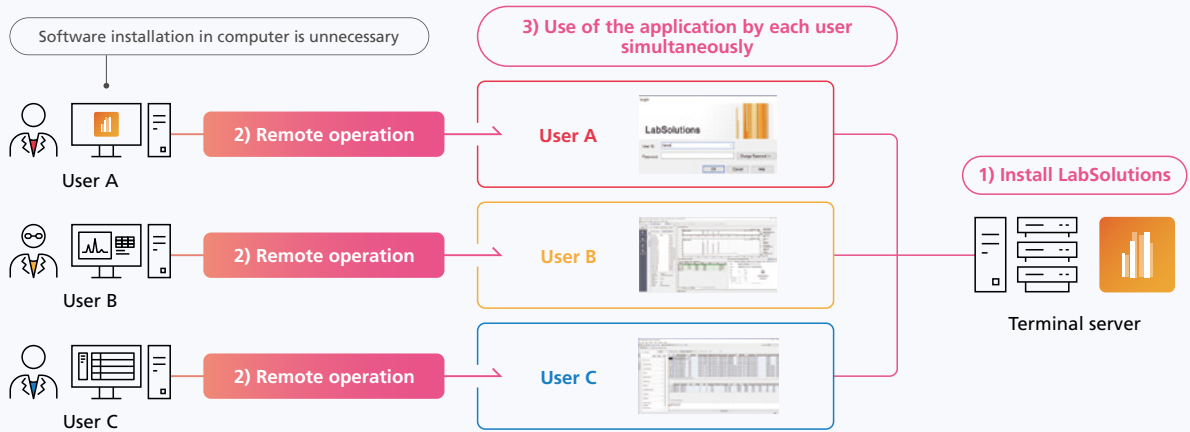 Software installation in computer is unnecessary
3) Use of the application by each user
simultaneously
User A
2) Remote operation
User A
Login
LabSolutions
User ID
Password
Change Password >>
OK
Cancel
Help
1) Install LabSolutions
User B
2) Remote operation
User B
Terminal server
User C
2) Remote operation
User C